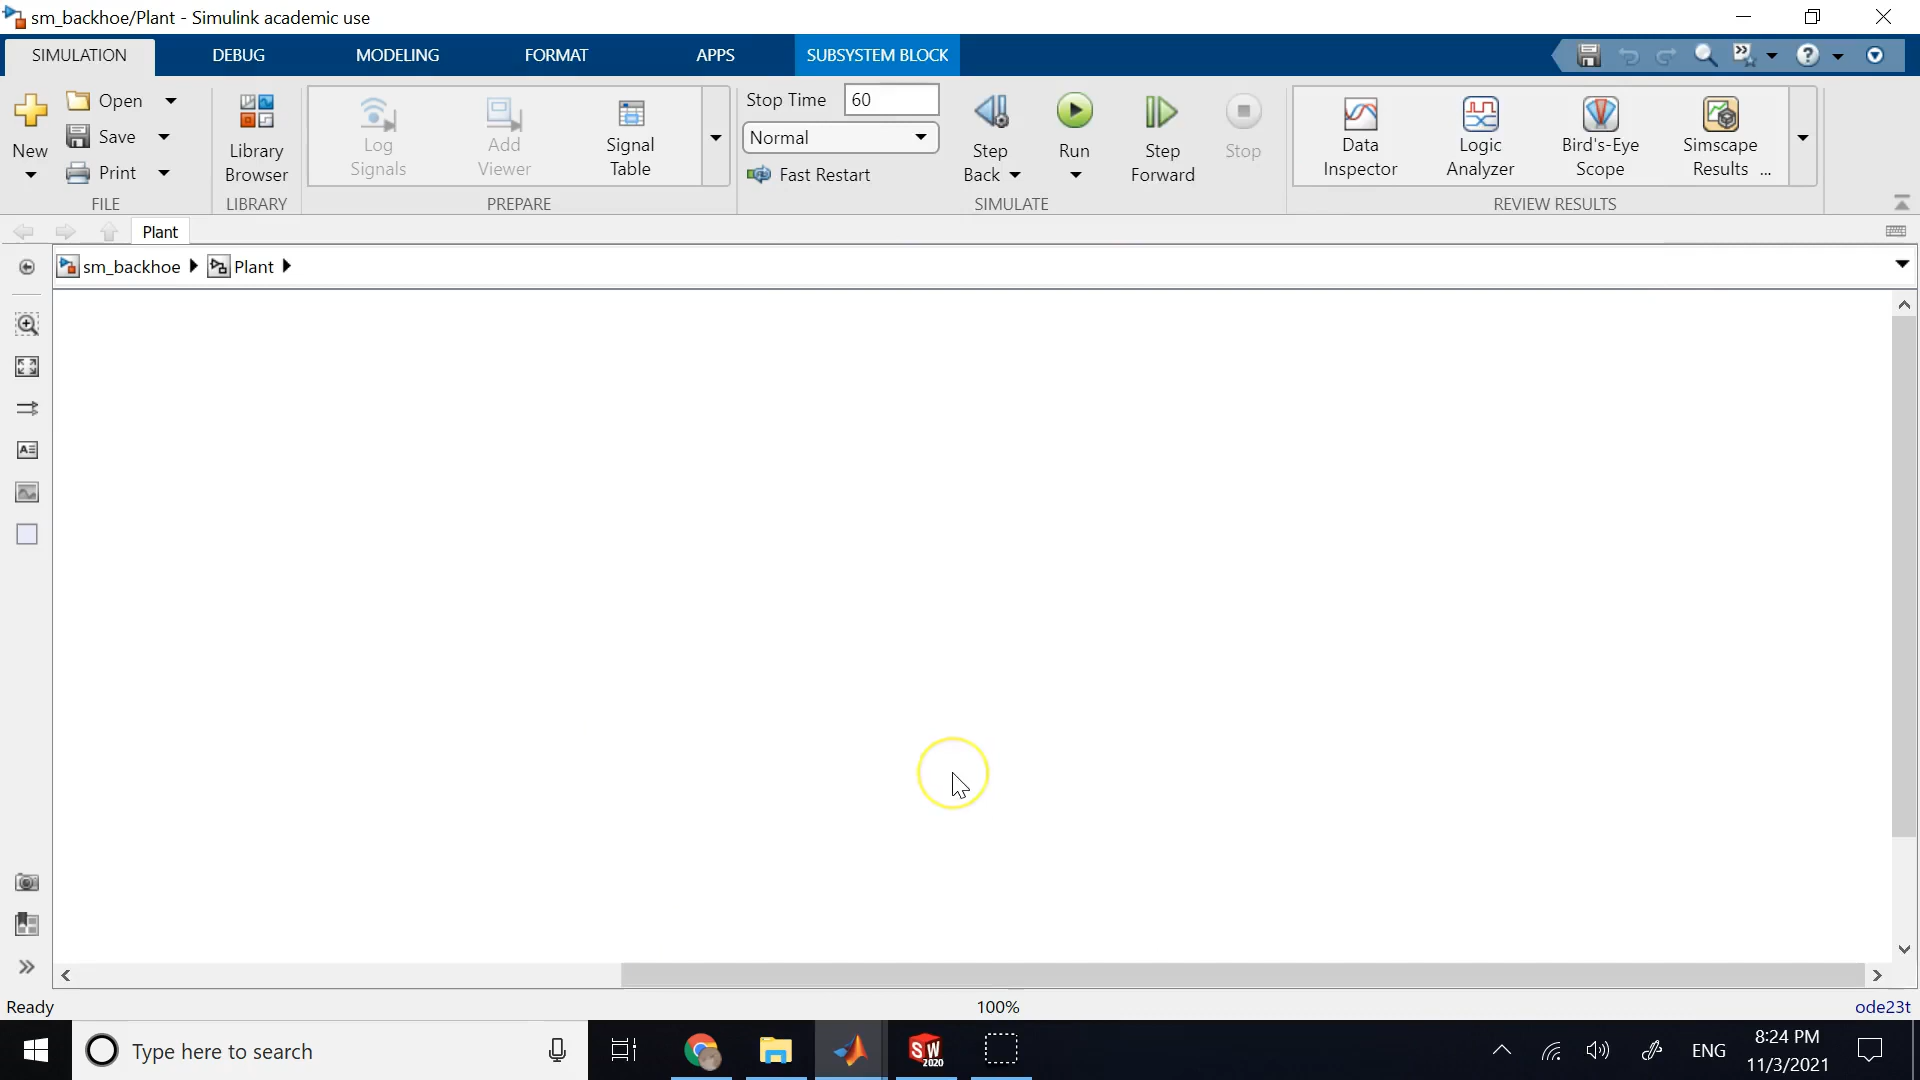 sm_backhoe/Plant - Simulink academic use
SIMULATION DEBUG MODELING FORMAT APPS SUBSYSTEM BLOCK
New
Open
Save
Print
FILE
Library
Browser
LIBRARY
Log
Signals
Add
Viewer
Signal
Table
PREPARE
Stop Time 60
Normal
Fast Restart
Step
Back
Run
Step
Forward
Stop
SIMULATE
Data
Inspector
Logic
Analyzer
Bird's-Eye
Scope
Simscape
Results ...
REVIEW RESULTS
Plant
sm_backhoe Plant
Ready 100% ode23t
Type here to search
SW
2020
ENG
8:24 PM
11/3/2021